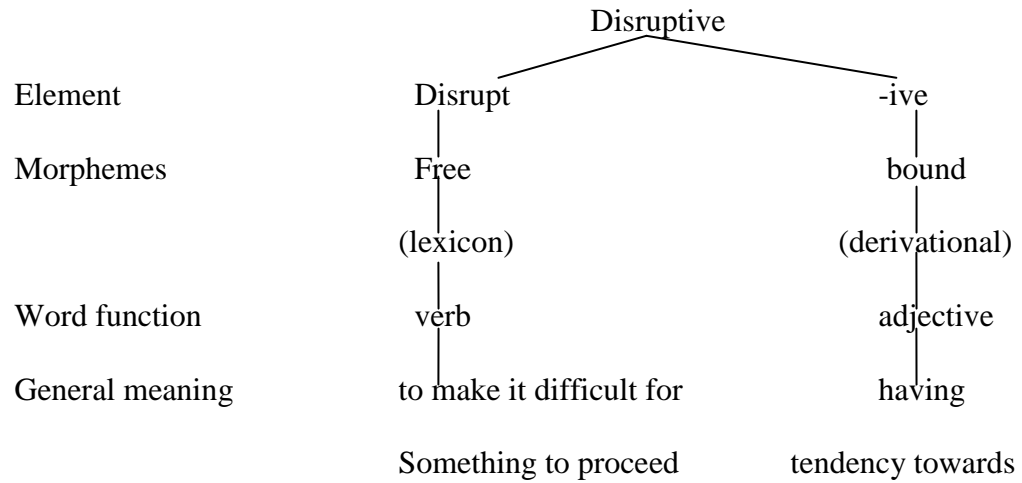 Disruptive
Element Disrupt -ive
Morphemes Free bound
(lexicon) (derivational)
Word function verb adjective
General meaning to make it difficult for having
Something to proceed tendency towards